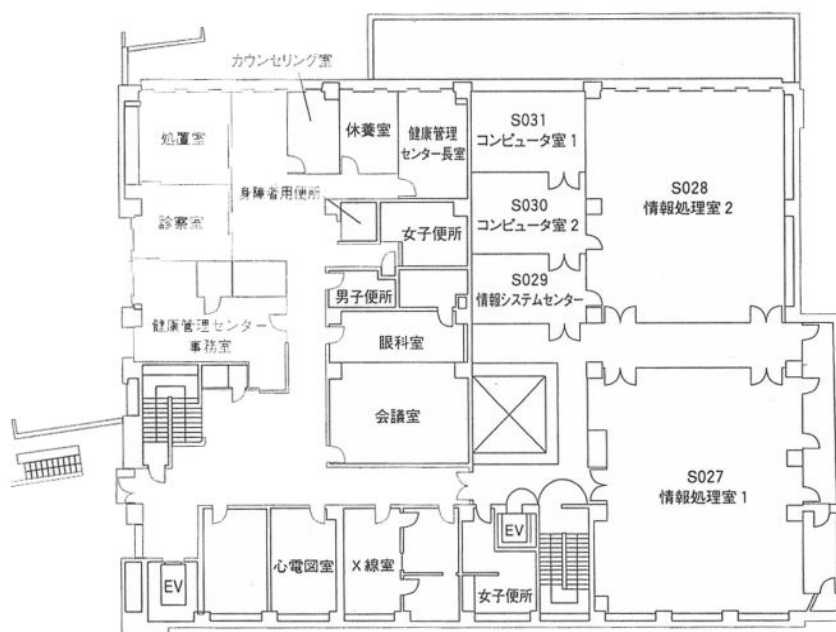 カウンセリング室
処置室
休養室
健康管理
センター長室
S031
コンピュータ室 1
S028
情報処理室 2
身障者用便所
診察室
女子便所
S030
コンピュータ室 2
S029
情報システムセンター
男子便所
健康管理センター
事務室
眼科室
会議室
S027
情報処理室 1
EV
心電図室
X線室
EV
女子便所